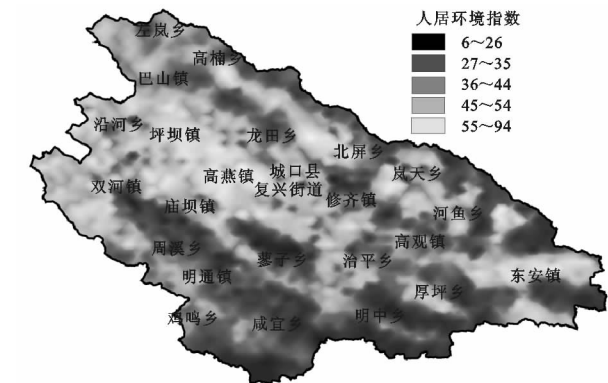 人居环境指数
6～26
27～35
36～44
45～54
55～94
左岚乡
高楠乡
巴山镇
沿河乡
坪坝镇
龙田乡
北屏乡
岚天乡
双河镇
高燕镇
城口县
复兴街道
修齐镇
庙坝镇
河鱼乡
周溪乡
蓼子乡
治平乡
高观镇
明通镇
东安镇
厚坪乡
鸡鸣乡
咸宜乡
明中乡